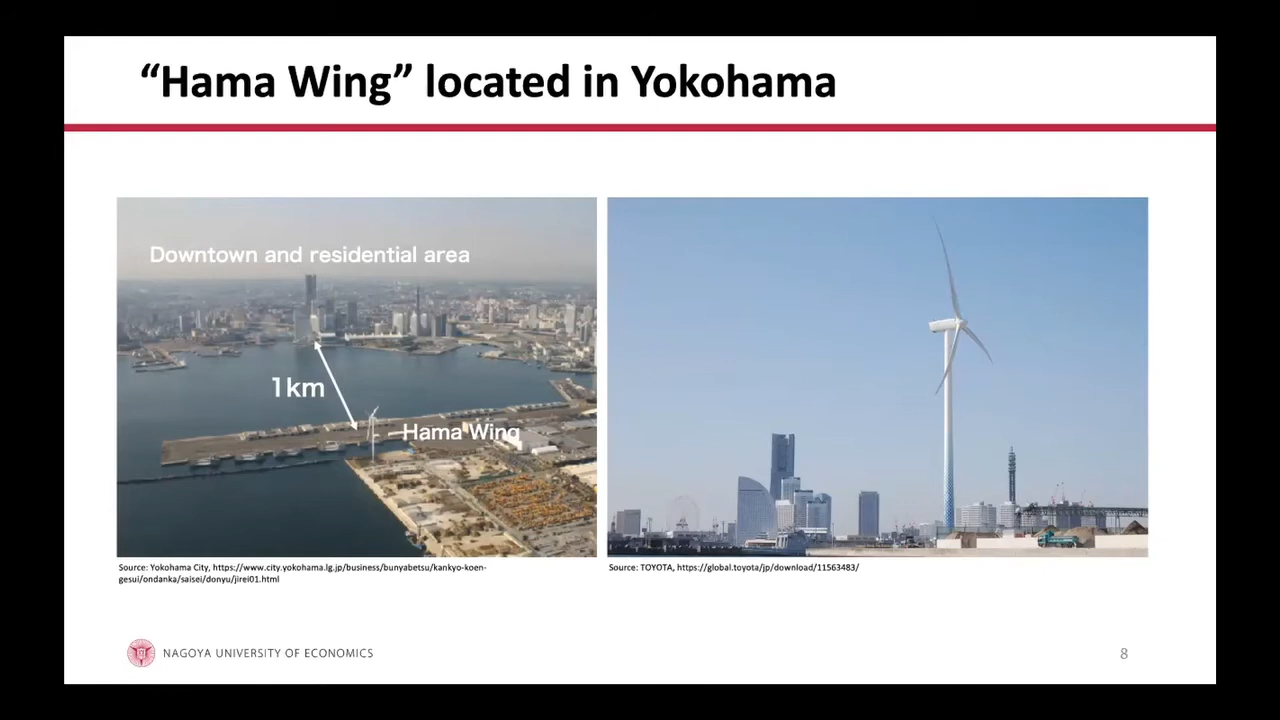 “Hama Wing” located in Yokohama
Downtown and residential area
1km
Hama Wing
Source: Yokohama City, https://www.city.yokohama.lg.jp/business/bunyabetsu/kankyo-koen-
gesui/ondanka/saisei/donyu/jirei01.html
Source: TOYOTA, https://global.toyota/jp/download/11563483/
NAGOYA UNIVERSITY OF ECONOMICS
8